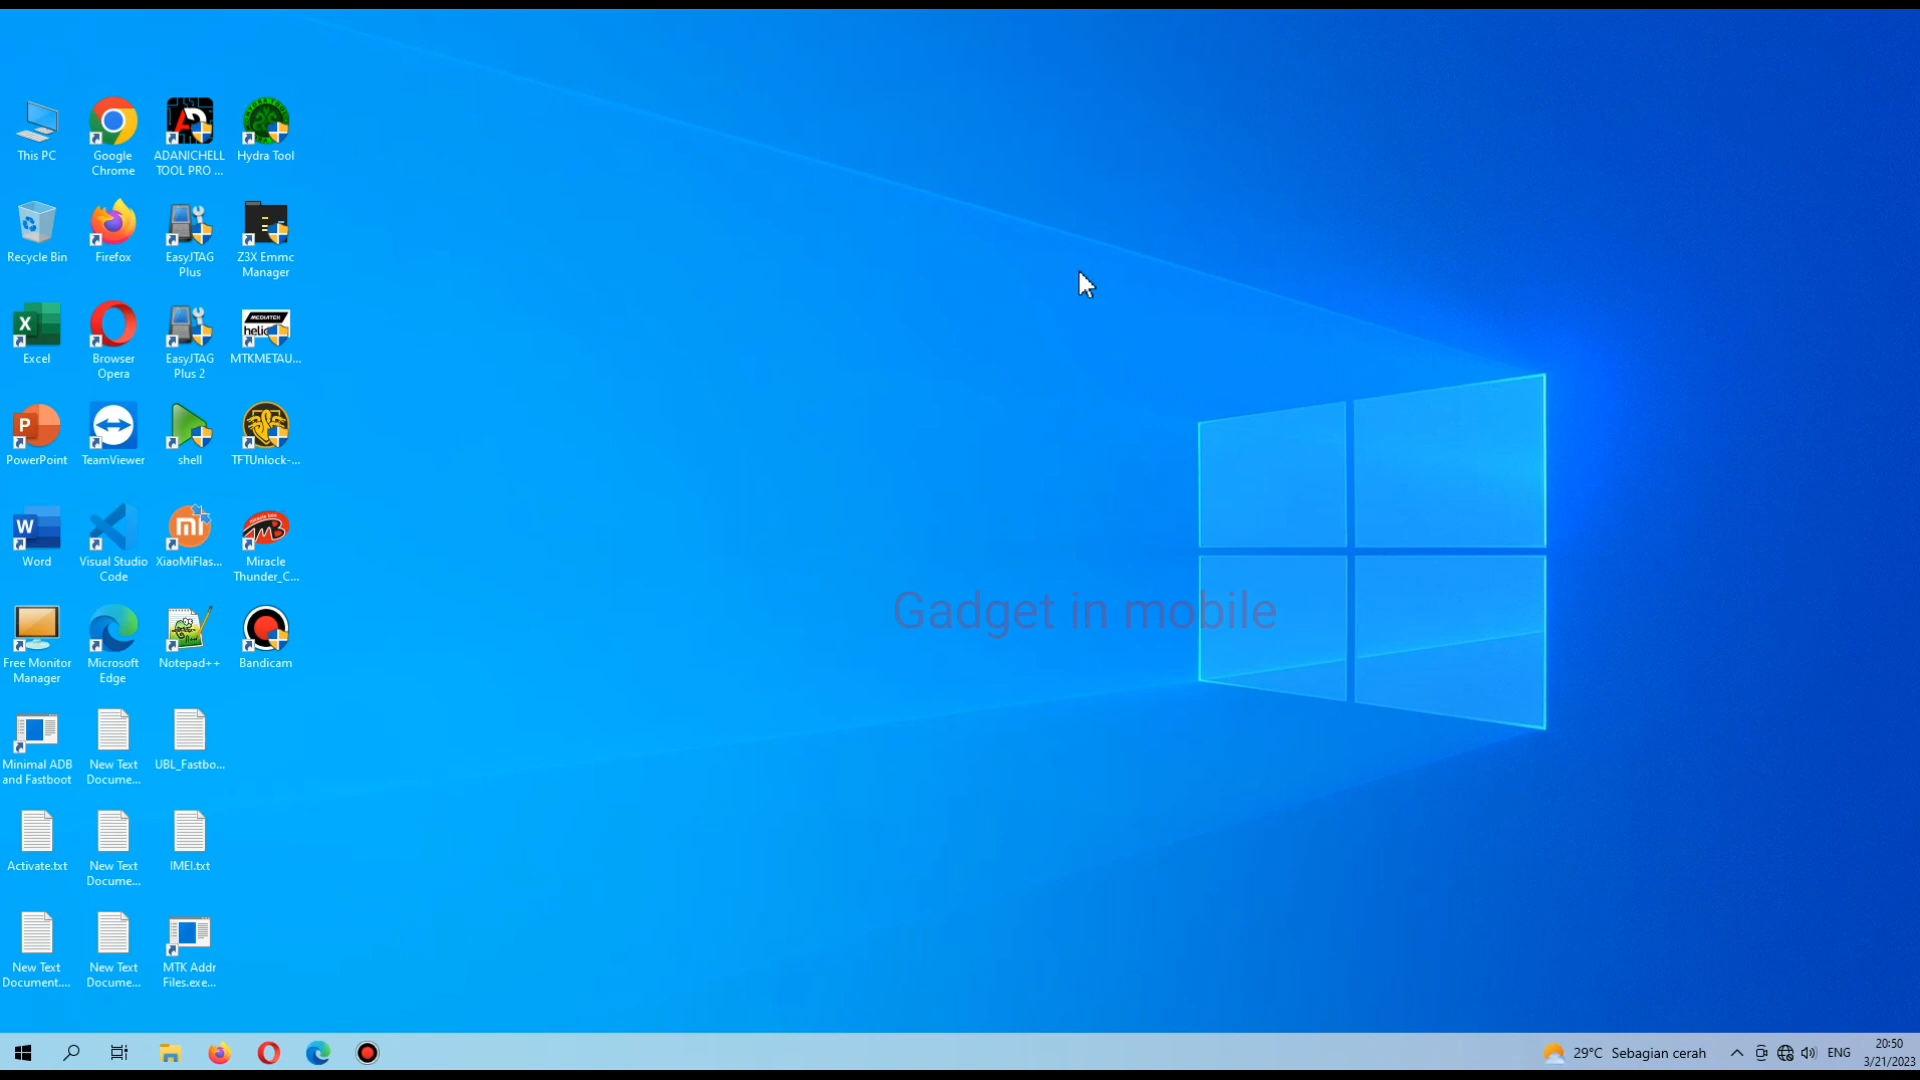 This PC
Google
Chrome
ADANICHELL
TOOL PRO ...
Hydra Tool
Recycle Bin
Firefox
EasyJTAG
Plus
Z3X Emmc
Manager
Excel
Browser
Opera
EasyJTAG
Plus 2
MEDIATEK
helio
MTKMETAU...
PowerPoint
TeamViewer
shell
TFTUnlock-...
Word
Visual Studio
Code
XiaoMiFlas...
Miracle
Thunder_C...
Free Monitor
Manager
Microsoft
Edge
Notepad++
Bandicam
Gadget in mobile
Minimal ADB
and Fastboot
New Text
Docume...
UBL_Fastbo...
Activate.txt
New Text
Docume...
IMEI.txt
New Text
Document....
New Text
Docume...
MTK Addr
Files.exe...
29°C Sebagian cerah
ENG
20:50
3/21/2023